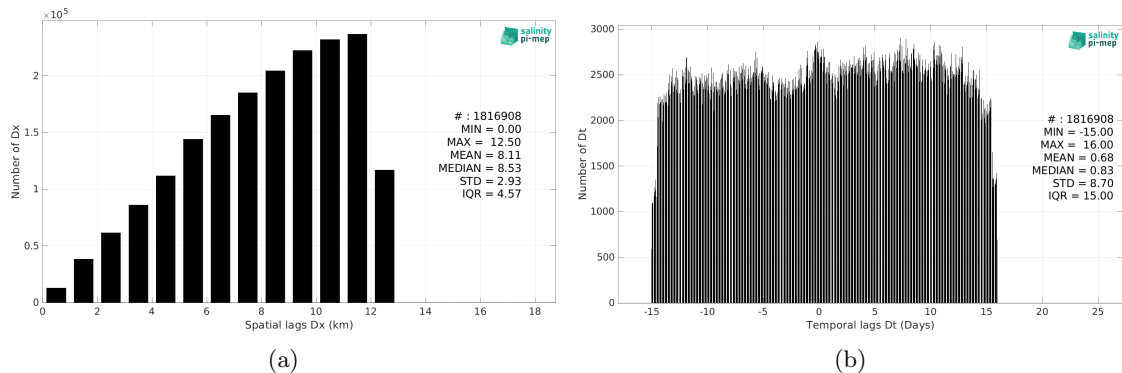 ×10⁵
2
1.5
1
0.5
0
0 2 4 6 8 10 12 14 16 18
Number of Dx
Spatial lags Dx (km)
salinity
pi-mep
# : 1816908
MIN = 0.00
MAX = 12.50
MEAN = 8.11
MEDIAN = 8.53
STD = 2.93
IQR = 4.57
(a)
3000
2500
2000
1500
1000
500
0
-15 -10 -5 0 5 10 15 20 25
Number of Dt
Temporal lags Dt (Days)
salinity
pi-mep
# : 1816908
MIN = -15.00
MAX = 16.00
MEAN = 0.68
MEDIAN = 0.83
STD = 8.70
IQR = 15.00
(b)